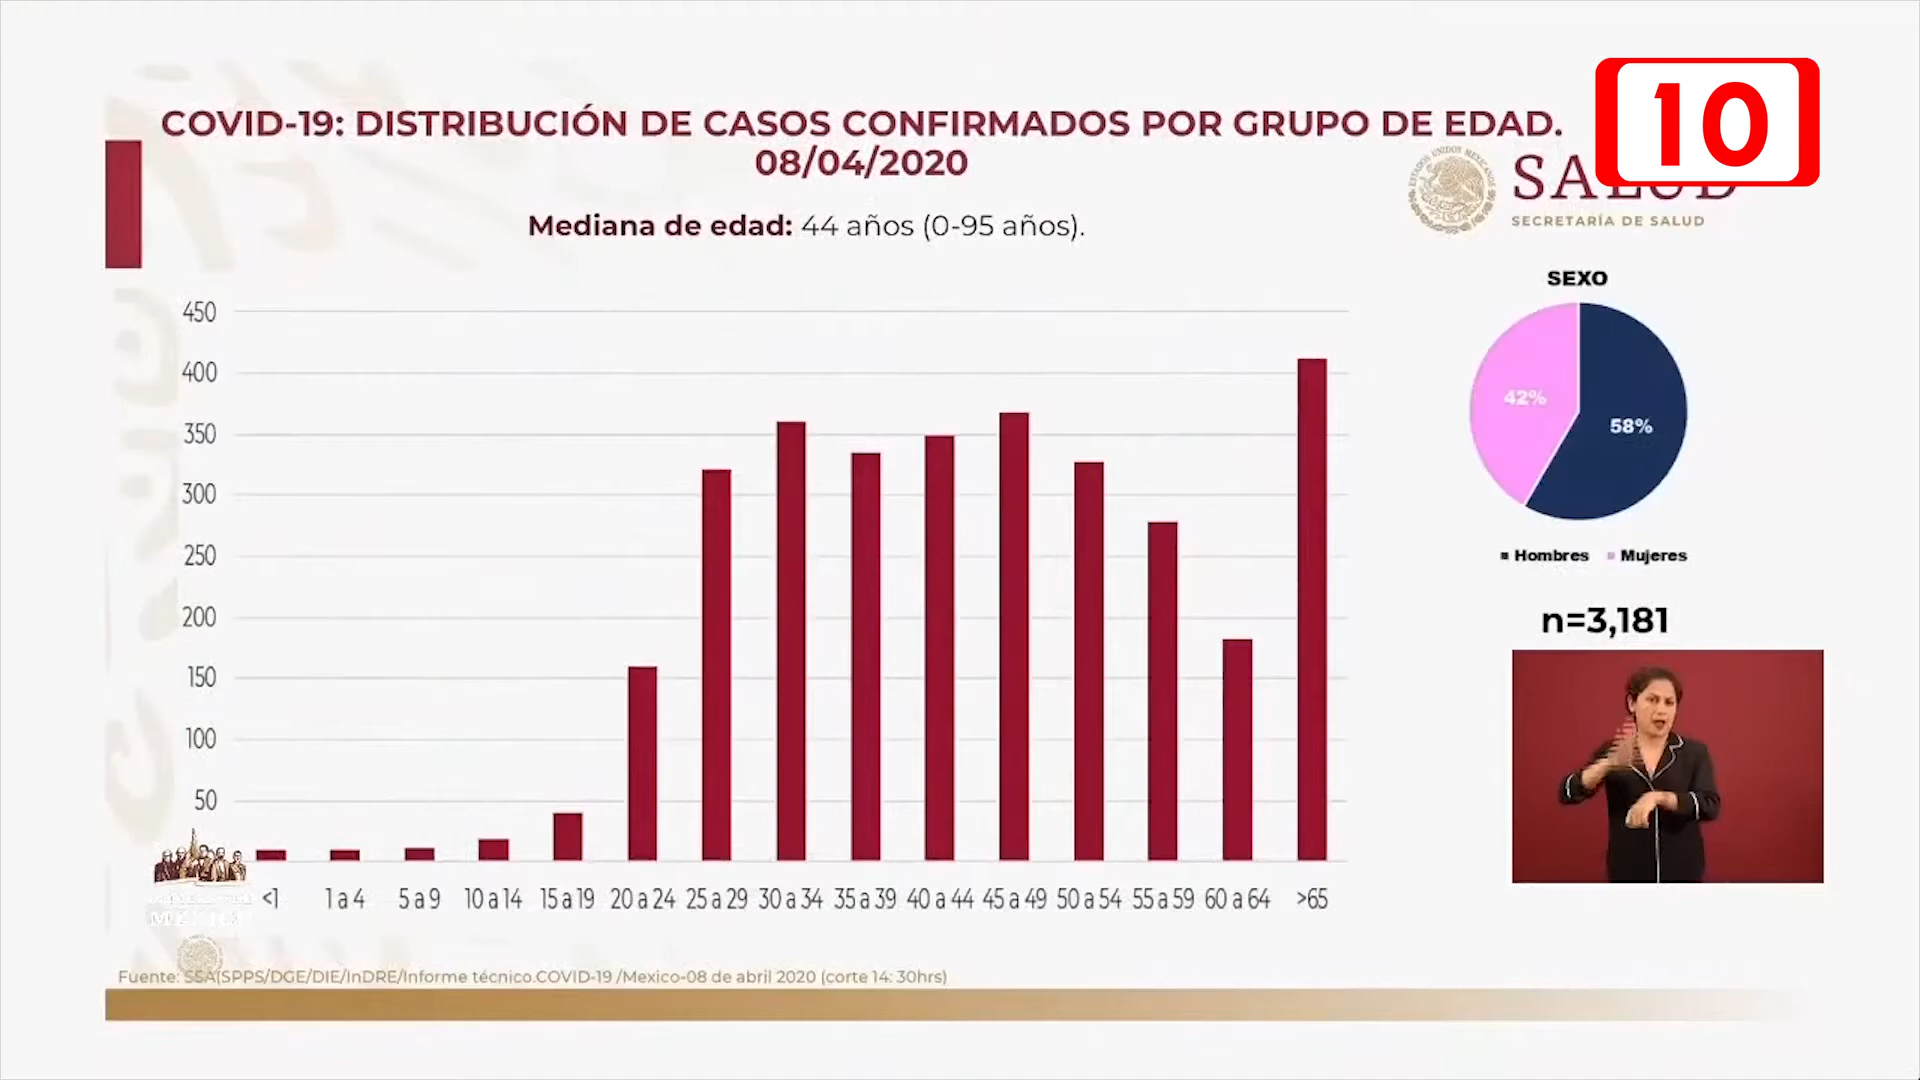 10
COVID-19: DISTRIBUCIÓN DE CASOS CONFIRMADOS POR GRUPO DE EDAD.
08/04/2020
SALUD
SECRETARÍA DE SALUD
ESTADOS UNIDOS MEXICANOS
Mediana de edad: 44 años (0-95 años).
SEXO
42%
58%
Hombres Mujeres
n=3,181
450
400
350
300
250
200
150
100
50
<1 1 a 4 5 a 9 10 a 14 15 a 19 20 a 24 25 a 29 30 a 34 35 a 39 40 a 44 45 a 49 50 a 54 55 a 59 60 a 64 >65
MÉXICO
Fuente: SSA(SPPS/DGE/DIE/InDRE/Informe técnico.COVID-19 /Mexico-08 de abril 2020 (corte 14: 30hrs)